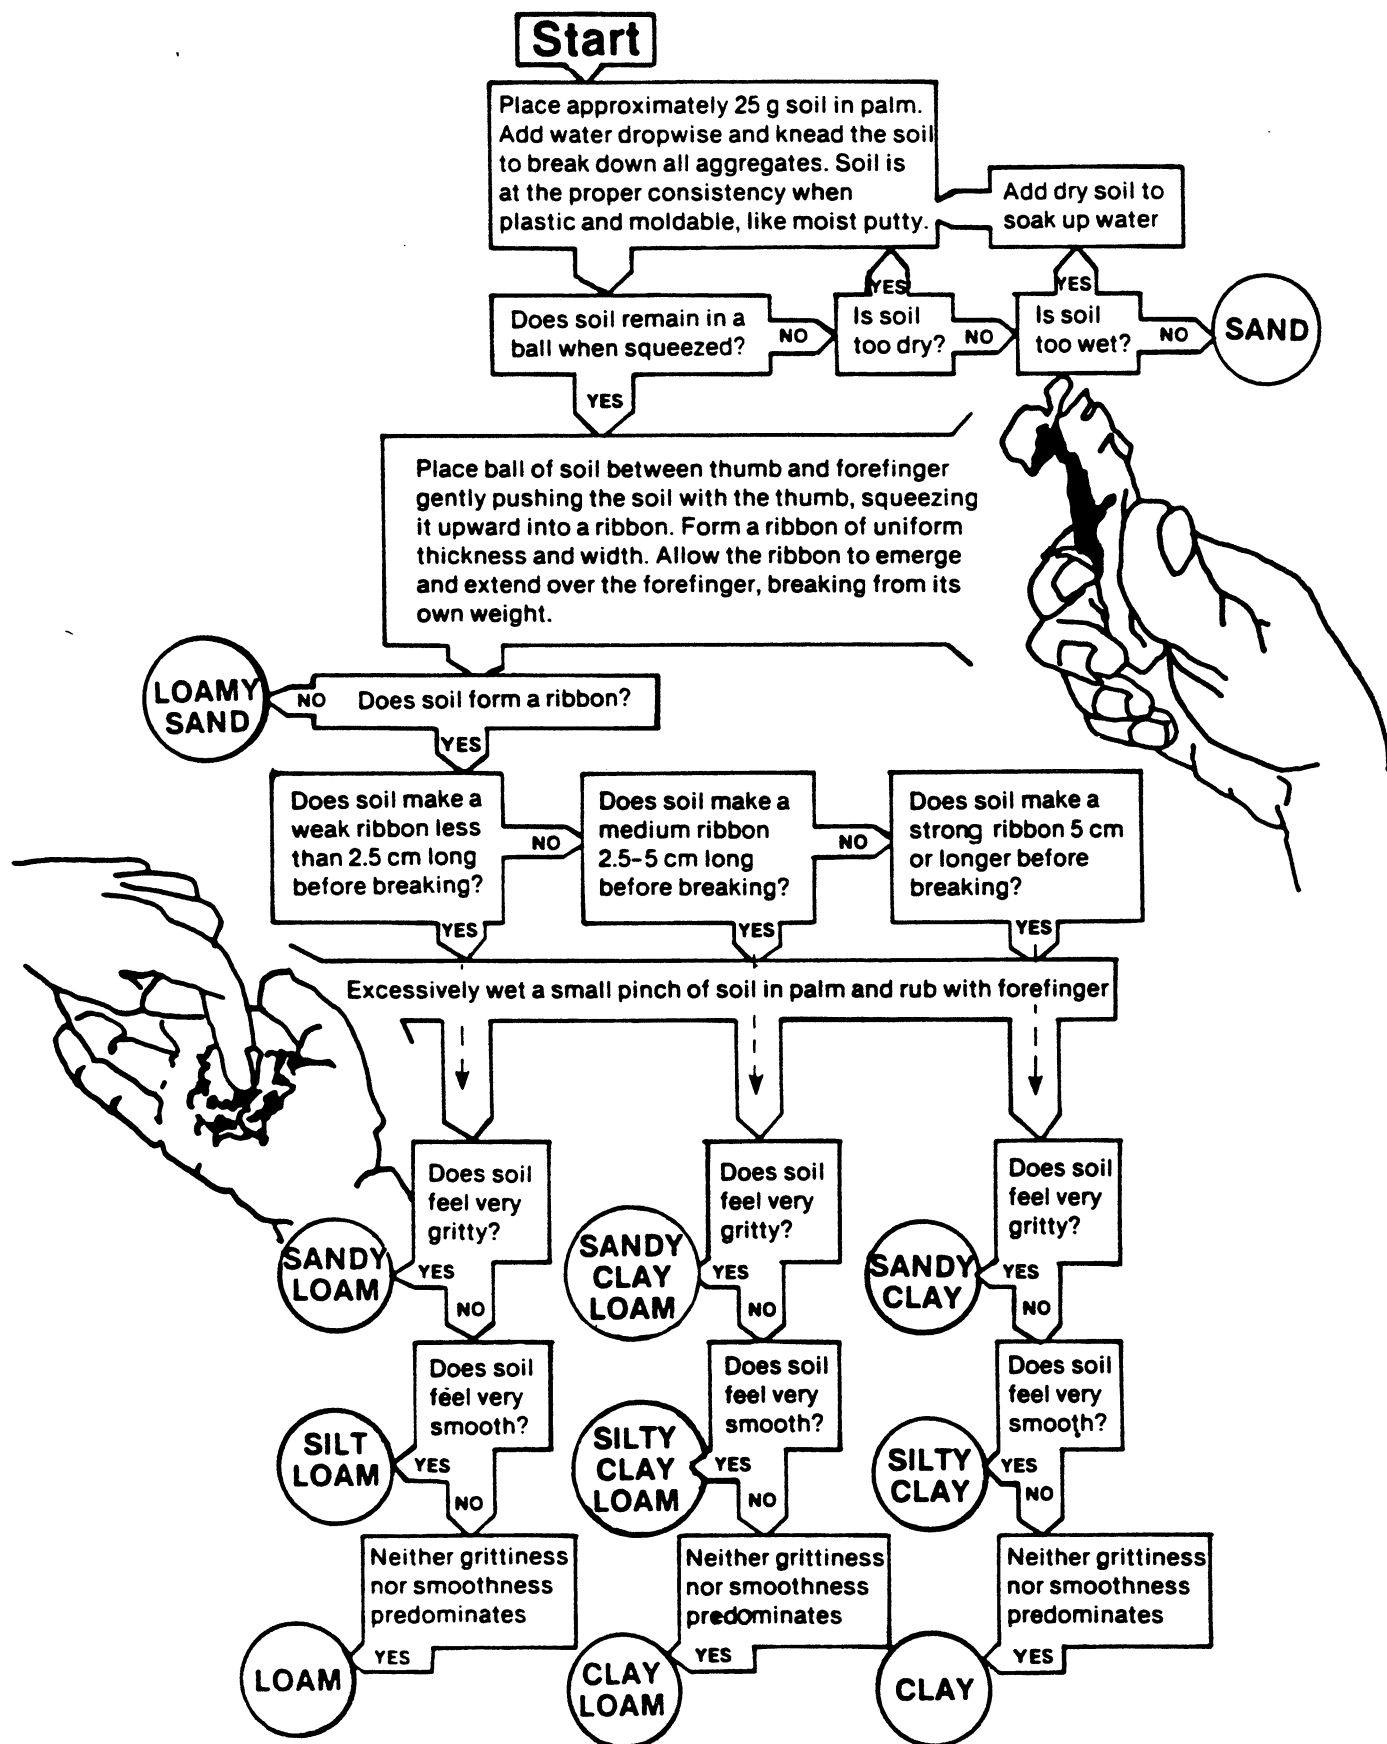 Start
Place approximately 25 g soil in palm.
Add water dropwise and knead the soil
to break down all aggregates. Soil is
at the proper consistency when
plastic and moldable, like moist putty.
Add dry soil to
soak up water
YES
YES
Does soil remain in a
ball when squeezed?
NO
Is soil
too dry?
NO
Is soil
too wet?
NO
SAND
YES
Place ball of soil between thumb and forefinger
gently pushing the soil with the thumb, squeezing
it upward into a ribbon. Form a ribbon of uniform
thickness and width. Allow the ribbon to emerge
and extend over the forefinger, breaking from its
own weight.
LOAMY
SAND
NO
Does soil form a ribbon?
YES
Does soil make a
weak ribbon less
than 2.5 cm long
before breaking?
NO
Does soil make a
medium ribbon
2.5-5 cm long
before breaking?
NO
Does soil make a
strong ribbon 5 cm
or longer before
breaking?
YES
YES
YES
Excessively wet a small pinch of soil in palm and rub with forefinger
Does soil
feel very
gritty?
Does soil
feel very
gritty?
Does soil
feel very
gritty?
SANDY
LOAM
YES
NO
SANDY
CLAY
LOAM
YES
NO
SANDY
CLAY
YES
NO
Does soil
feel very
smooth?
Does soil
feel very
smooth?
Does soil
feel very
smooth?
SILT
LOAM
YES
NO
SILTY
CLAY
LOAM
YES
NO
SILTY
CLAY
YES
NO
Neither grittiness
nor smoothness
predominates
Neither grittiness
nor smoothness
predominates
Neither grittiness
nor smoothness
predominates
LOAM
YES
CLAY
LOAM
YES
CLAY
YES